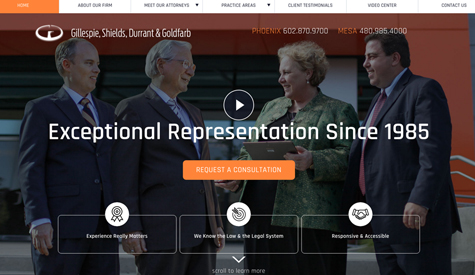 HOME ABOUT OUR FIRM MEET OUR ATTORNEYS PRACTICE AREAS CLIENT TESTIMONIALS VIDEO CENTER CONTACT US
Gillespie, Shields, Durrant & Goldfarb
PHOENIX 602.870.9700 MESA 480.985.4000
Exceptional Representation Since 1985
REQUEST A CONSULTATION
Experience Really Matters
We Know the Law & the Legal System
Responsive & Accessible
scroll to learn more